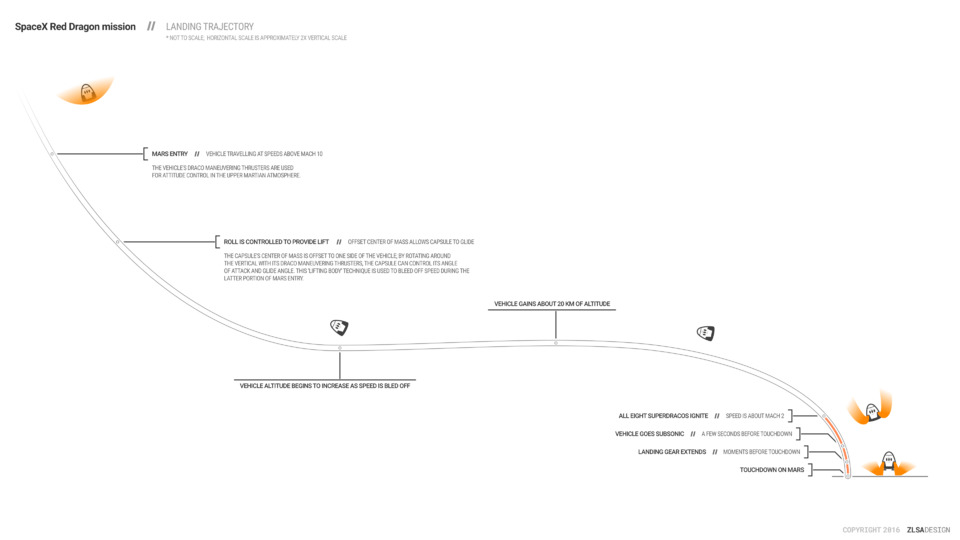 SpaceX Red Dragon mission // LANDING TRAJECTORY
* NOT TO SCALE, HORIZONTAL SCALE IS APPROXIMATELY 2X VERTICAL SCALE
MARS ENTRY // VEHICLE TRAVELLING AT SPEEDS ABOVE MACH 10
THE VEHICLE'S DRACO MANEUVERING THRUSTERS ARE USED
FOR ATTITUDE CONTROL IN THE UPPER MARTIAN ATMOSPHERE.
ROLL IS CONTROLLED TO PROVIDE LIFT // OFFSET CENTER OF MASS ALLOWS CAPSULE TO GLIDE
THE CAPSULE'S CENTER OF MASS IS OFFSET TO ONE SIDE OF THE VEHICLE; BY ROTATING AROUND
THE VERTICAL WITH ITS DRACO MANEUVERING THRUSTERS, THE CAPSULE CAN CONTROL ITS ANGLE
OF ATTACK AND GLIDE ANGLE. THIS 'LIFTING BODY' TECHNIQUE IS USED TO BLEED OFF SPEED DURING THE
LATTER PORTION OF MARS ENTRY.
VEHICLE GAINS ABOUT 20 KM OF ALTITUDE
VEHICLE ALTITUDE BEGINS TO INCREASE AS SPEED IS BLED OFF
ALL EIGHT SUPERDRACOS IGNITE // SPEED IS ABOUT MACH 2
VEHICLE GOES SUBSONIC // A FEW SECONDS BEFORE TOUCHDOWN
LANDING GEAR EXTENDS // MOMENTS BEFORE TOUCHDOWN
TOUCHDOWN ON MARS
COPYRIGHT 2016 ZLSADESIGN